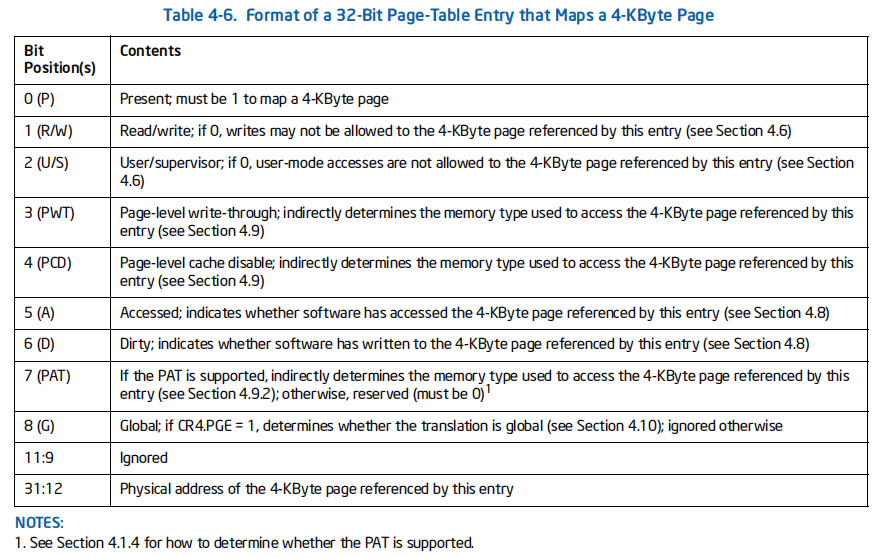 Table 4-6. Format of a 32-Bit Page-Table Entry that Maps a 4-KByte Page
Bit
Position(s)
Contents
0 (P)
Present; must be 1 to map a 4-KByte page
1 (R/W)
Read/write; if 0, writes may not be allowed to the 4-KByte page referenced by this entry (see Section 4.6)
2 (U/S)
User/supervisor; if 0, user-mode accesses are not allowed to the 4-KByte page referenced by this entry (see Section
4.6)
3 (PWT)
Page-level write-through; indirectly determines the memory type used to access the 4-KByte page referenced by this
entry (see Section 4.9)
4 (PCD)
Page-level cache disable; indirectly determines the memory type used to access the 4-KByte page referenced by this
entry (see Section 4.9)
5 (A)
Accessed; indicates whether software has accessed the 4-KByte page referenced by this entry (see Section 4.8)
6 (D)
Dirty; indicates whether software has written to the 4-KByte page referenced by this entry (see Section 4.8)
7 (PAT)
If the PAT is supported, indirectly determines the memory type used to access the 4-KByte page referenced by this
entry (see Section 4.9.2); otherwise, reserved (must be 0)1
8 (G)
Global; if CR4.PGE = 1, determines whether the translation is global (see Section 4.10); ignored otherwise
11:9
Ignored
31:12
Physical address of the 4-KByte page referenced by this entry
NOTES:
1. See Section 4.1.4 for how to determine whether the PAT is supported.